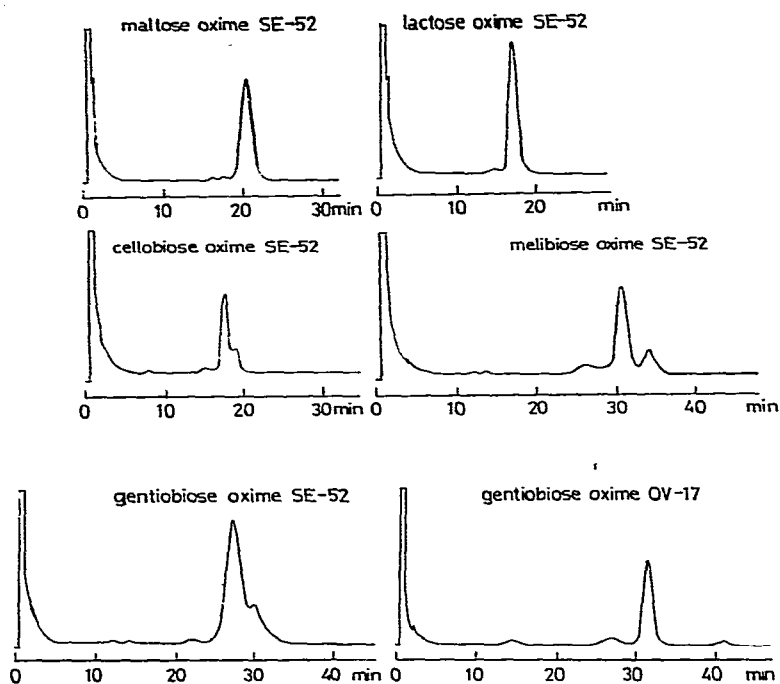 maltose oxime SE-52
0 10 20 30min
lactose oxime SE-52
0 10 20 min
cellobiose oxime SE-52
0 10 20 30min
melibiose oxime SE-52
0 10 20 30 40 min
gentiobiose oxime SE-52
0 10 20 30 40 min
gentiobiose oxime OV-17
0 10 20 30 40 min